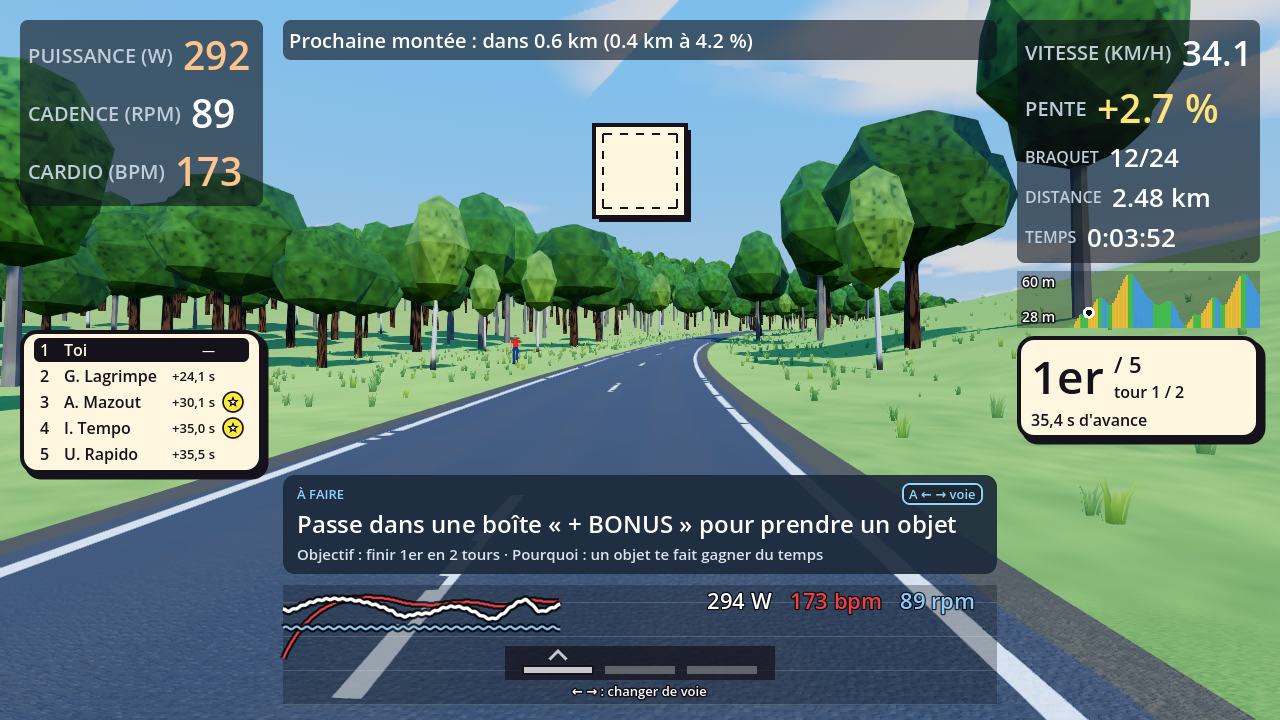 PUISSANCE (W) 292
CADENCE (RPM) 89
CARDIO (BPM) 173
Prochaine montée : dans 0.6 km (0.4 km à 4.2 %)
VITESSE (KM/H) 34.1
PENTE +2.7 %
BRAQUET 12/24
DISTANCE 2.48 km
TEMPS 0:03:52
60 m
28 m
1 Toi —
2 G. Lagrimpe +24,1 s
3 A. Mazout +30,1 s
4 I. Tempo +35,0 s
5 U. Rapido +35,5 s
1er / 5
tour 1 / 2
35,4 s d'avance
À FAIRE
A ← → voie
Passe dans une boîte « + BONUS » pour prendre un objet
Objectif : finir 1er en 2 tours · Pourquoi : un objet te fait gagner du temps
294 W 173 bpm 89 rpm
← → : changer de voie